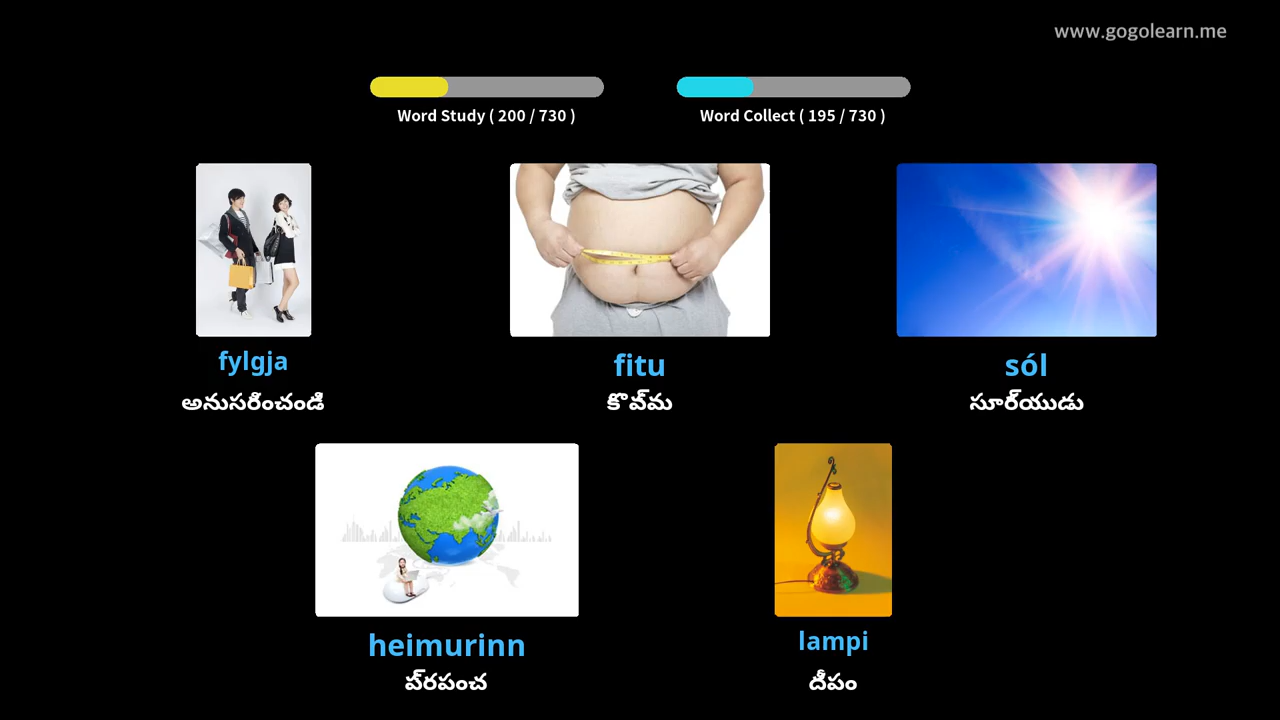 www.gogolearn.me
Word Study ( 200 / 730 )
Word Collect ( 195 / 730 )
fylgja
అనుసరించండి
fitu
కొవ్‌మ
sól
సూర్‌యుడు
heimurinn
ప్‌రపంచ
lampi
దీపం